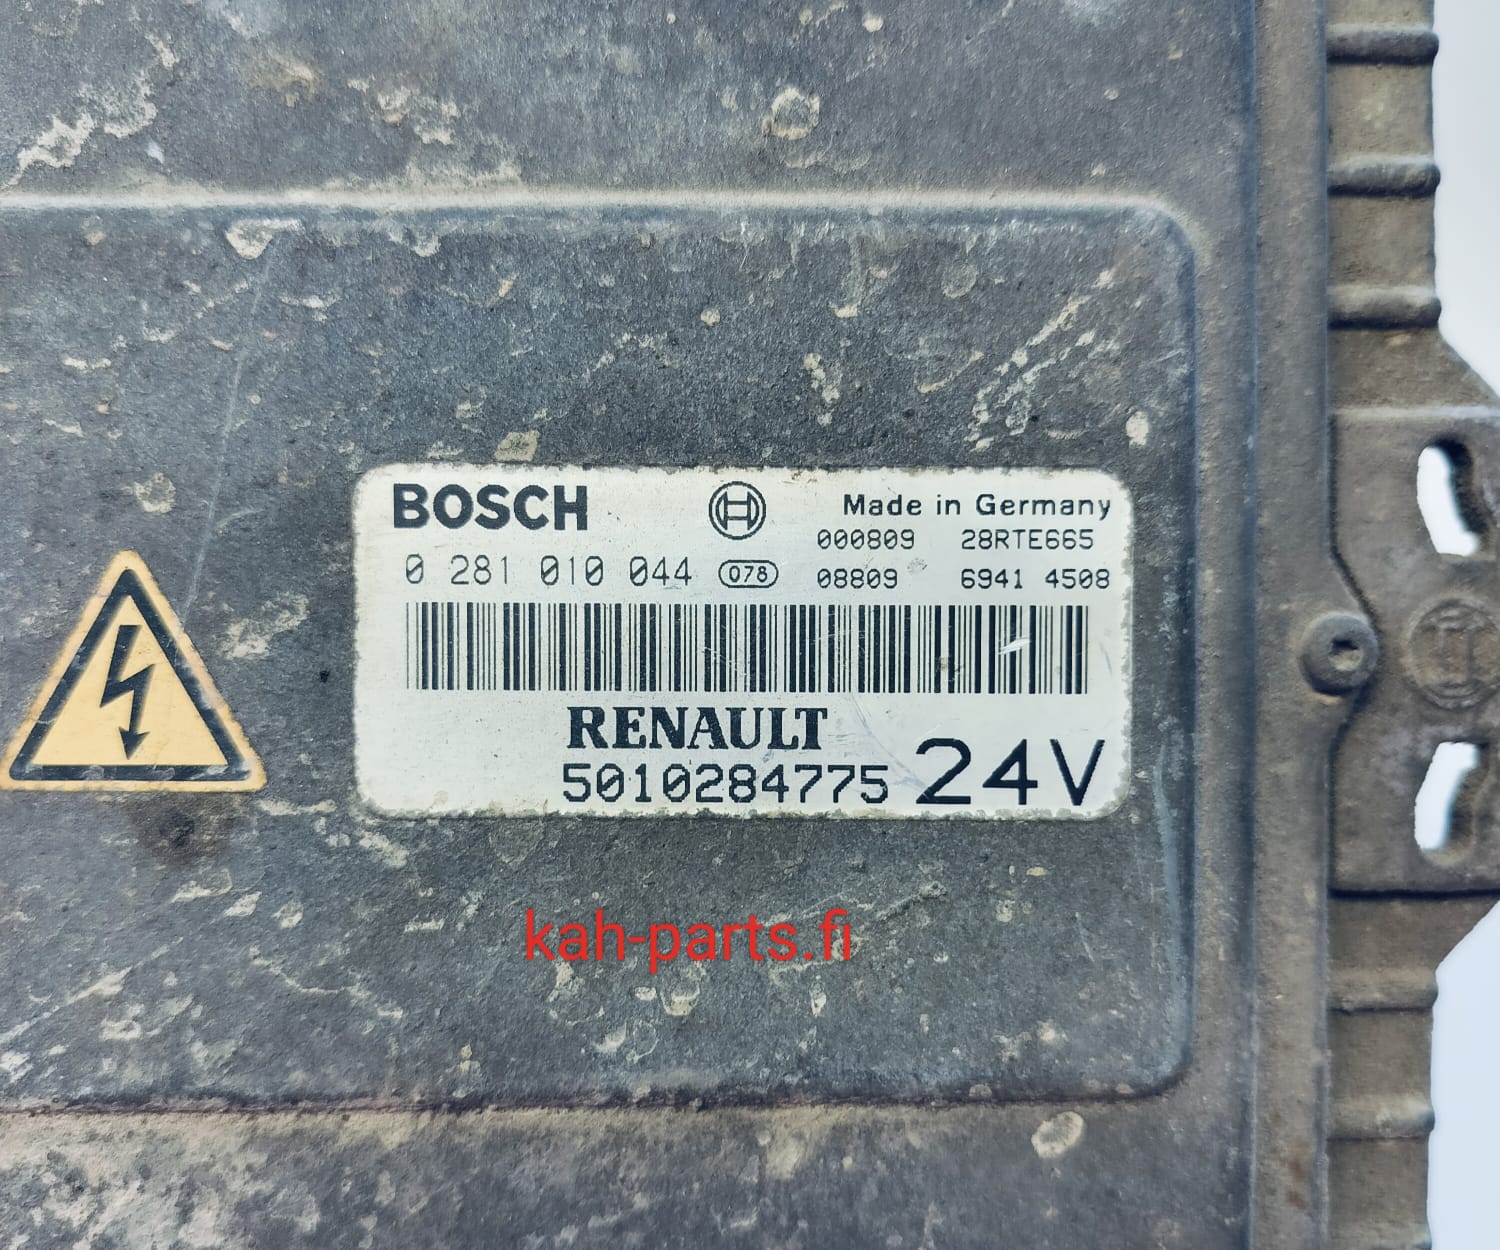 BOSCH
Made in Germany
000809 28RTE665
0 281 010 044 078 08809 6941 4508
RENAULT
5010284775 24V
kah-parts.fi